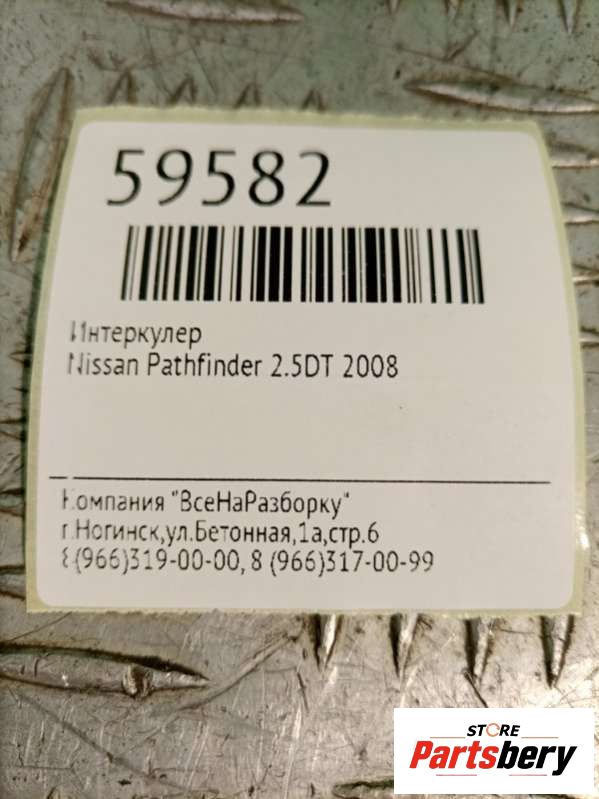 59582
Интеркулер
Nissan Pathfinder 2.5DT 2008
Компания "ВсеНаРазборку"
г.Ногинск,ул.Бетонная,1а,стр.6
8(966)319-00-00, 8 (966)317-00-99
STORE
Partsbery